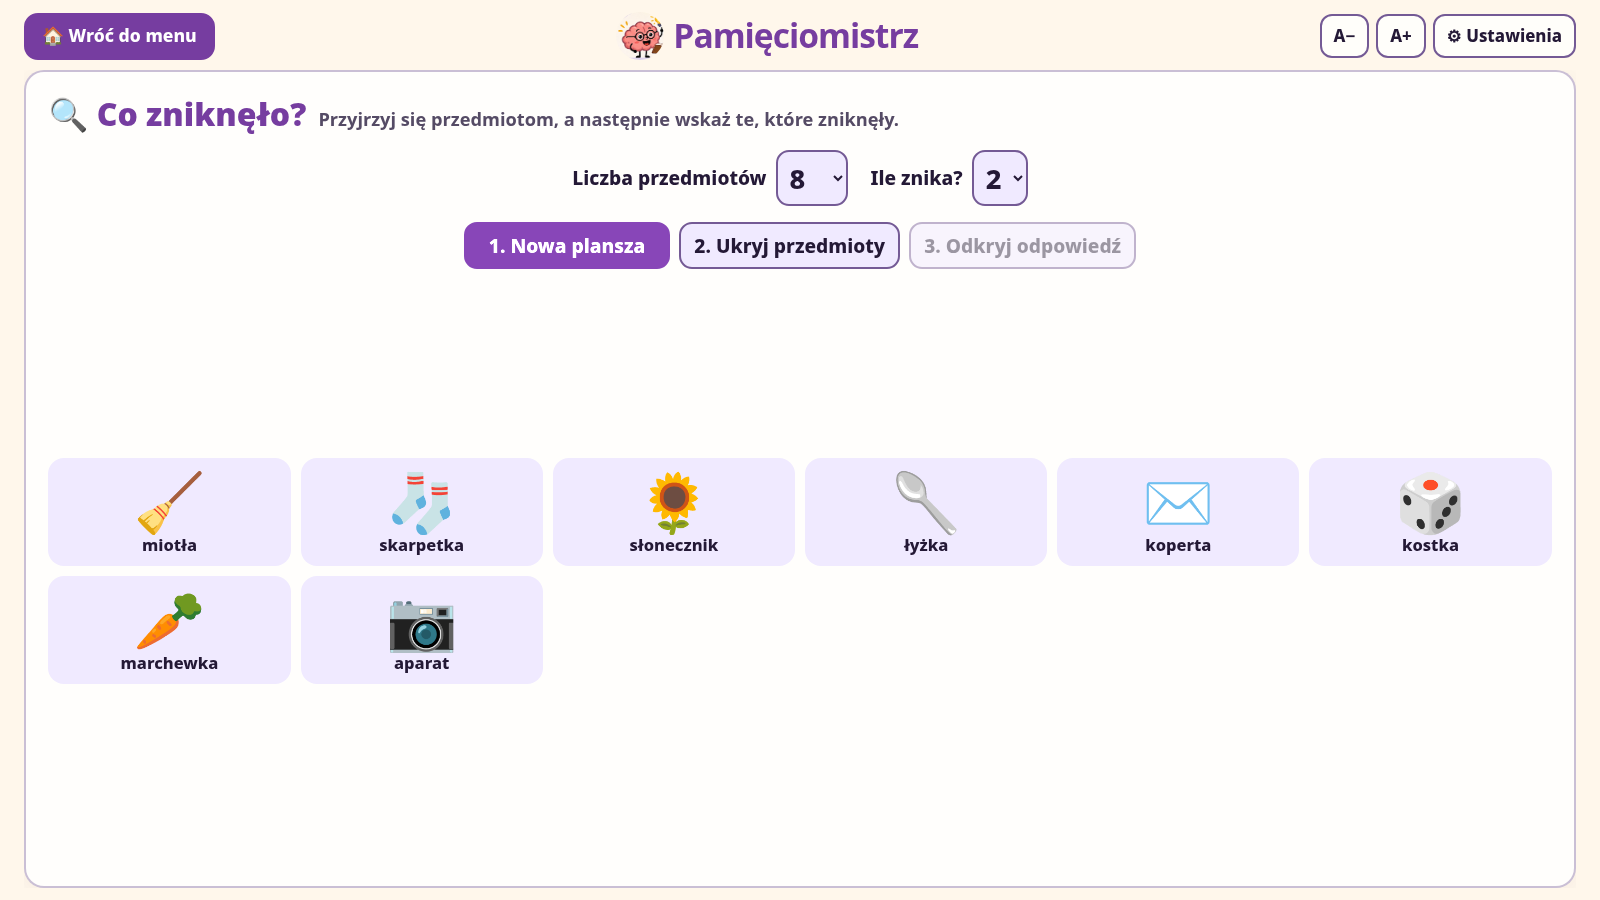 🏠 Wróć do menu
Pamięciomistrz
A−
A+
⚙ Ustawienia
🔍 Co zniknęło? Przyjrzyj się przedmiotom, a następnie wskaż te, które zniknęły.
Liczba przedmiotów 8 Ile znika? 2
1. Nowa plansza
2. Ukryj przedmioty
3. Odkryj odpowiedź
miotła
skarpetka
słonecznik
łyżka
koperta
kostka
marchewka
aparat